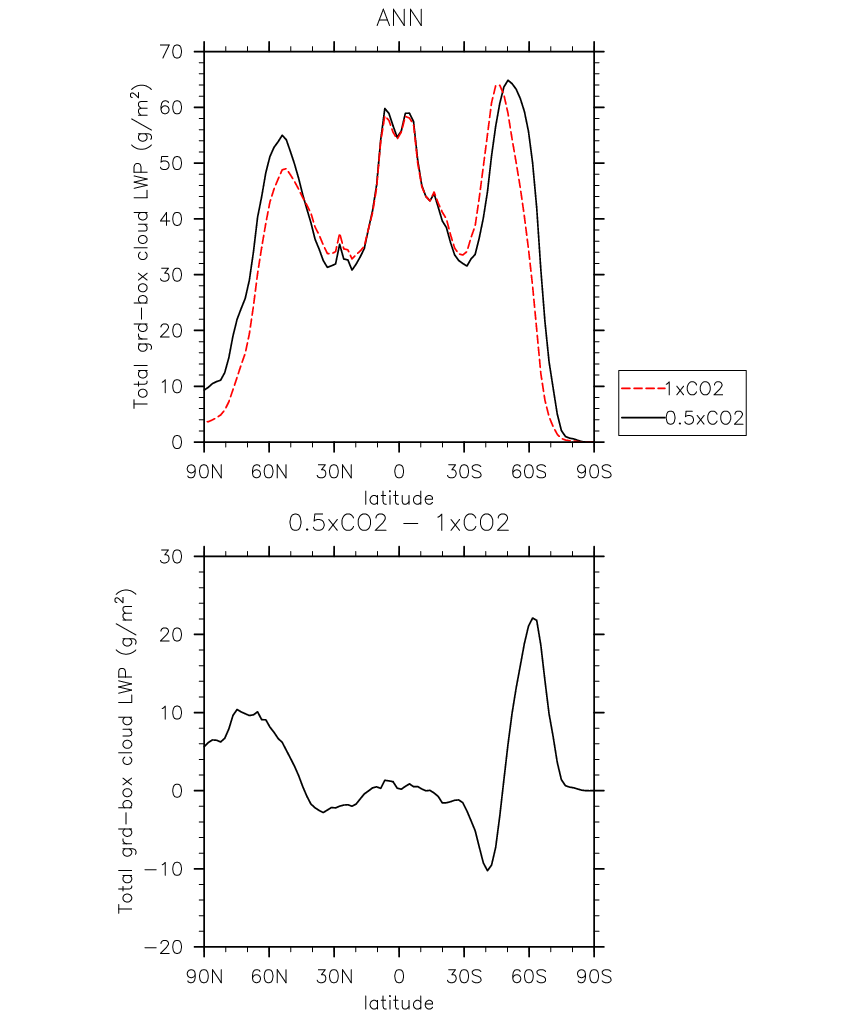 ANN
Total grd-box cloud LWP (g/m²)
70
60
50
40
30
20
10
0
90N 60N 30N 0 30S 60S 90S
latitude
1xCO2
0.5xCO2
0.5xCO2 - 1xCO2
Total grd-box cloud LWP (g/m²)
30
20
10
0
-10
-20
90N 60N 30N 0 30S 60S 90S
latitude